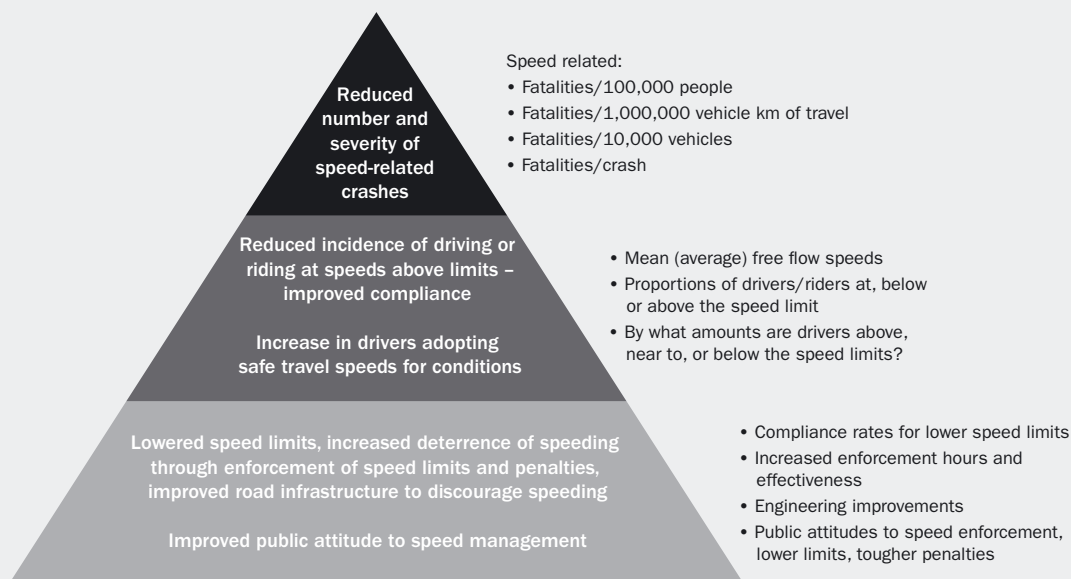 Reduced
number and
severity of
speed-related
crashes
Speed related:
• Fatalities/100,000 people
• Fatalities/1,000,000 vehicle km of travel
• Fatalities/10,000 vehicles
• Fatalities/crash
Reduced incidence of driving or
riding at speeds above limits –
improved compliance
Increase in drivers adopting
safe travel speeds for conditions
• Mean (average) free flow speeds
• Proportions of drivers/riders at, below
or above the speed limit
• By what amounts are drivers above,
near to, or below the speed limits?
Lowered speed limits, increased deterrence of speeding
through enforcement of speed limits and penalties,
improved road infrastructure to discourage speeding
Improved public attitude to speed management
• Compliance rates for lower speed limits
• Increased enforcement hours and
effectiveness
• Engineering improvements
• Public attitudes to speed enforcement,
lower limits, tougher penalties